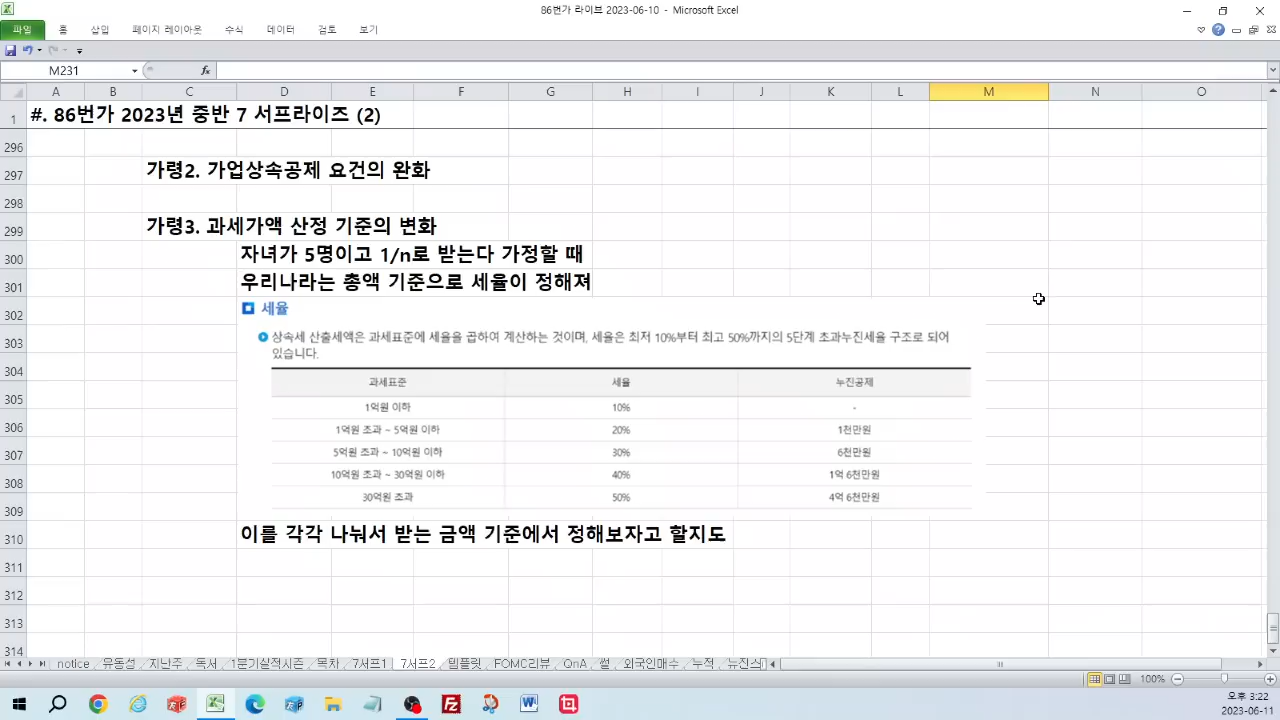 86번가 라이브 2023-06-10 - Microsoft Excel
파일 홈 삽입 페이지 레이아웃 수식 데이터 검토 보기
M231 fx
A B C D E F G H I J K L M N O
1 #. 86번가 2023년 중반 7 서프라이즈 (2)
296
297 가령2. 가업상속공제 요건의 완화
298
299 가령3. 과세가액 산정 기준의 변화
300 자녀가 5명이고 1/n로 받는다 가정할 때
301 우리나라는 총액 기준으로 세율이 정해져
302 세율
303 상속세 산출세액은 과세표준에 세율을 곱하여 계산하는 것이며, 세율은 최저 10%부터 최고 50%까지의 5단계 초과누진세율 구조로 되어
있습니다.
304 과세표준 세율 누진공제
305 1억원 이하 10% -
306 1억원 초과 ~ 5억원 이하 20% 1천만원
307 5억원 초과 ~ 10억원 이하 30% 6천만원
308 10억원 초과 ~ 30억원 이하 40% 1억 6천만원
309 30억원 초과 50% 4억 6천만원
310 이를 각각 나눠서 받는 금액 기준에서 정해보자고 할지도
311
312
313
314
notice 유동성 지난주 독서 1분기실적시즌 목차 7서프1 7서프2 템플릿 FOMC리뷰 QnA 썰 외국인매수 누적 뉴진스
100%
오후 3:22
2023-06-11